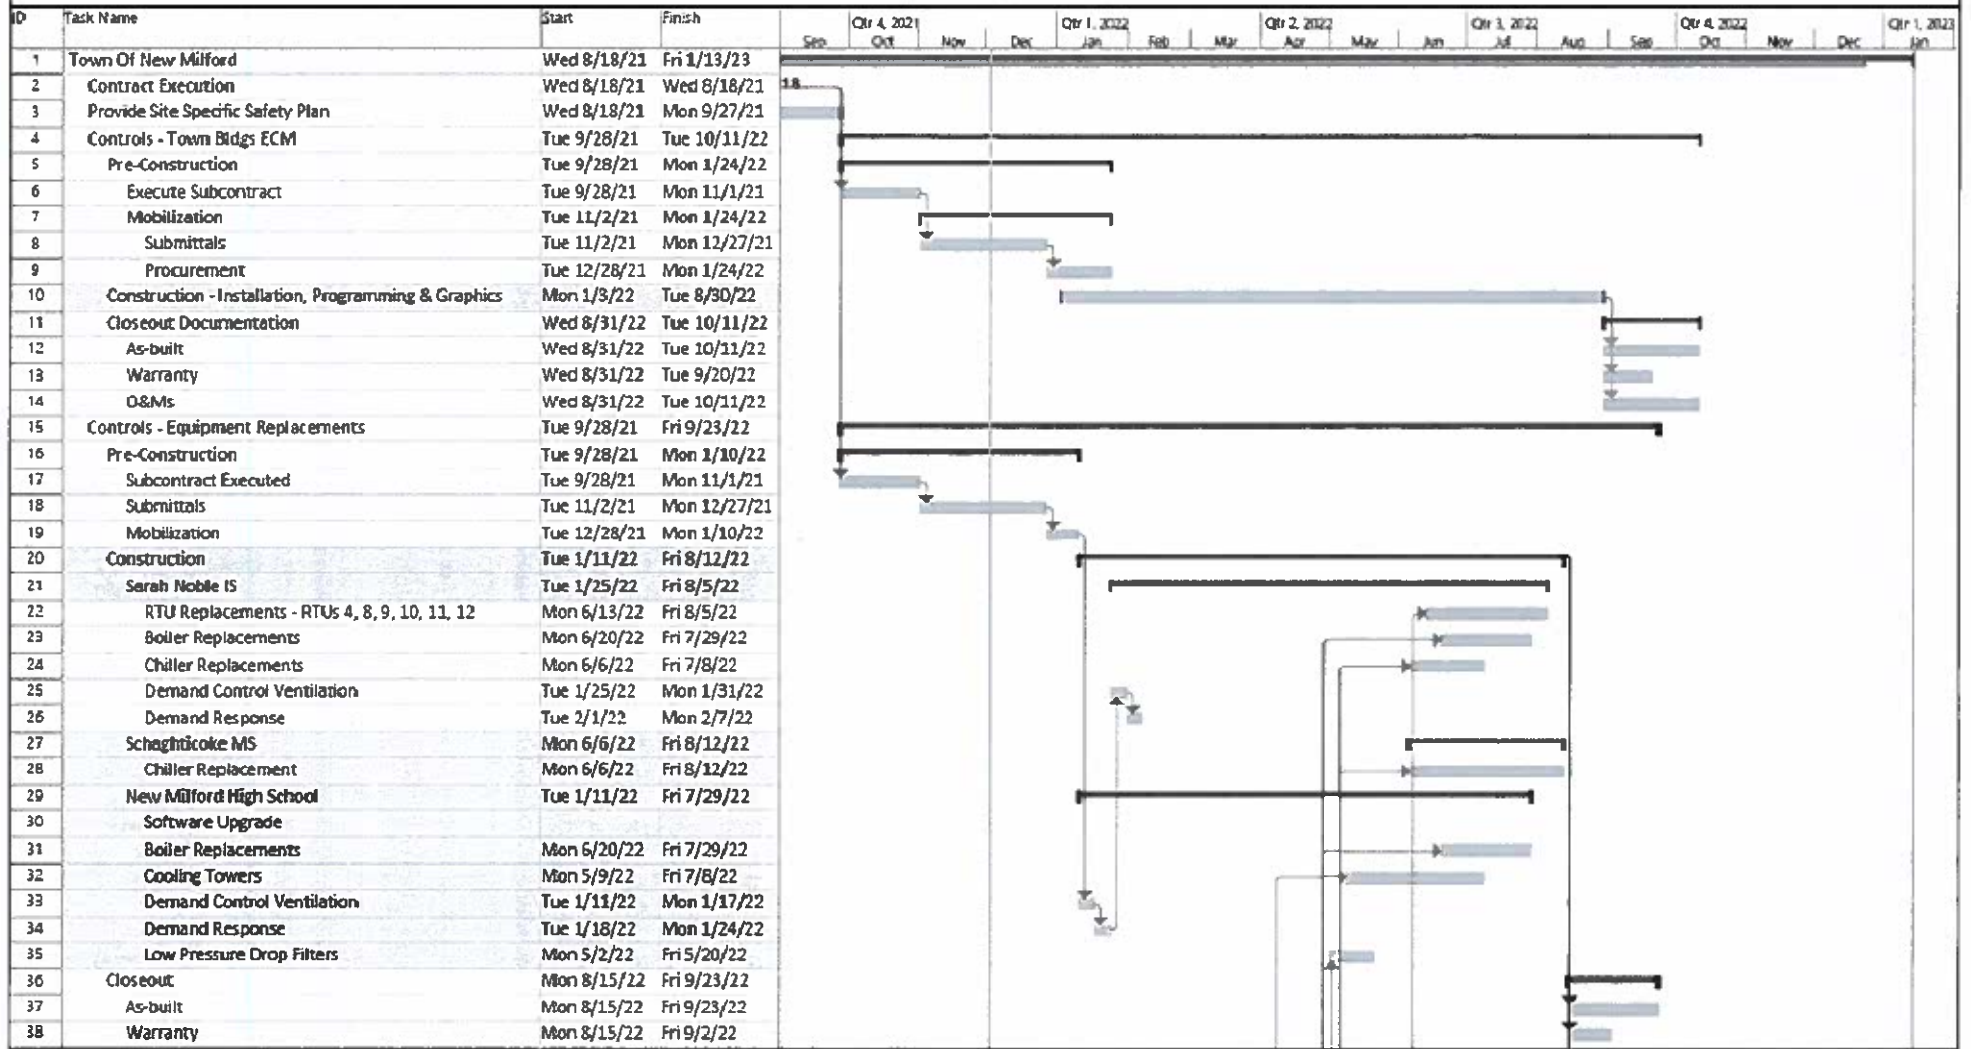 ID Task Name Start Finish Qtr 4, 2021 Qtr 1, 2022 Qtr 2, 2022 Qtr 3, 2022 Qtr 4, 2022 Qtr 1, 2023
Sep Oct Nov Dec Jan Feb Mar Apr May Jun Jul Aug Sep Oct Nov Dec Jan
1 Town Of New Milford Wed 8/18/21 Fri 1/13/23
2 Contract Execution Wed 8/18/21 Wed 8/18/21 18
3 Provide Site Specific Safety Plan Wed 8/18/21 Mon 9/27/21
4 Controls - Town Bldgs ECM Tue 9/28/21 Tue 10/11/22
5 Pre-Construction Tue 9/28/21 Mon 1/24/22
6 Execute Subcontract Tue 9/28/21 Mon 11/1/21
7 Mobilization Tue 11/2/21 Mon 1/24/22
8 Submittals Tue 11/2/21 Mon 12/27/21
9 Procurement Tue 12/28/21 Mon 1/24/22
10 Construction - Installation, Programming & Graphics Mon 1/3/22 Tue 8/30/22
11 Closeout Documentation Wed 8/31/22 Tue 10/11/22
12 As-built Wed 8/31/22 Tue 10/11/22
13 Warranty Wed 8/31/22 Tue 9/20/22
14 O&Ms Wed 8/31/22 Tue 10/11/22
15 Controls - Equipment Replacements Tue 9/28/21 Fri 9/23/22
16 Pre-Construction Tue 9/28/21 Mon 1/10/22
17 Subcontract Executed Tue 9/28/21 Mon 11/1/21
18 Submittals Tue 11/2/21 Mon 12/27/21
19 Mobilization Tue 12/28/21 Mon 1/10/22
20 Construction Tue 1/11/22 Fri 8/12/22
21 Sarah Noble IS Tue 1/25/22 Fri 8/5/22
22 RTU Replacements - RTUs 4, 8, 9, 10, 11, 12 Mon 6/13/22 Fri 8/5/22
23 Boiler Replacements Mon 6/20/22 Fri 7/29/22
24 Chiller Replacements Mon 6/6/22 Fri 7/8/22
25 Demand Control Ventilation Tue 1/25/22 Mon 1/31/22
26 Demand Response Tue 2/1/22 Mon 2/7/22
27 Schaghticoke MS Mon 6/6/22 Fri 8/12/22
28 Chiller Replacement Mon 6/6/22 Fri 8/12/22
29 New Milford High School Tue 1/11/22 Fri 7/29/22
30 Software Upgrade
31 Boiler Replacements Mon 6/20/22 Fri 7/29/22
32 Cooling Towers Mon 5/9/22 Fri 7/8/22
33 Demand Control Ventilation Tue 1/11/22 Mon 1/17/22
34 Demand Response Tue 1/18/22 Mon 1/24/22
35 Low Pressure Drop Filters Mon 5/2/22 Fri 5/20/22
36 Closeout Mon 8/15/22 Fri 9/23/22
37 As-built Mon 8/15/22 Fri 9/23/22
38 Warranty Mon 8/15/22 Fri 9/2/22